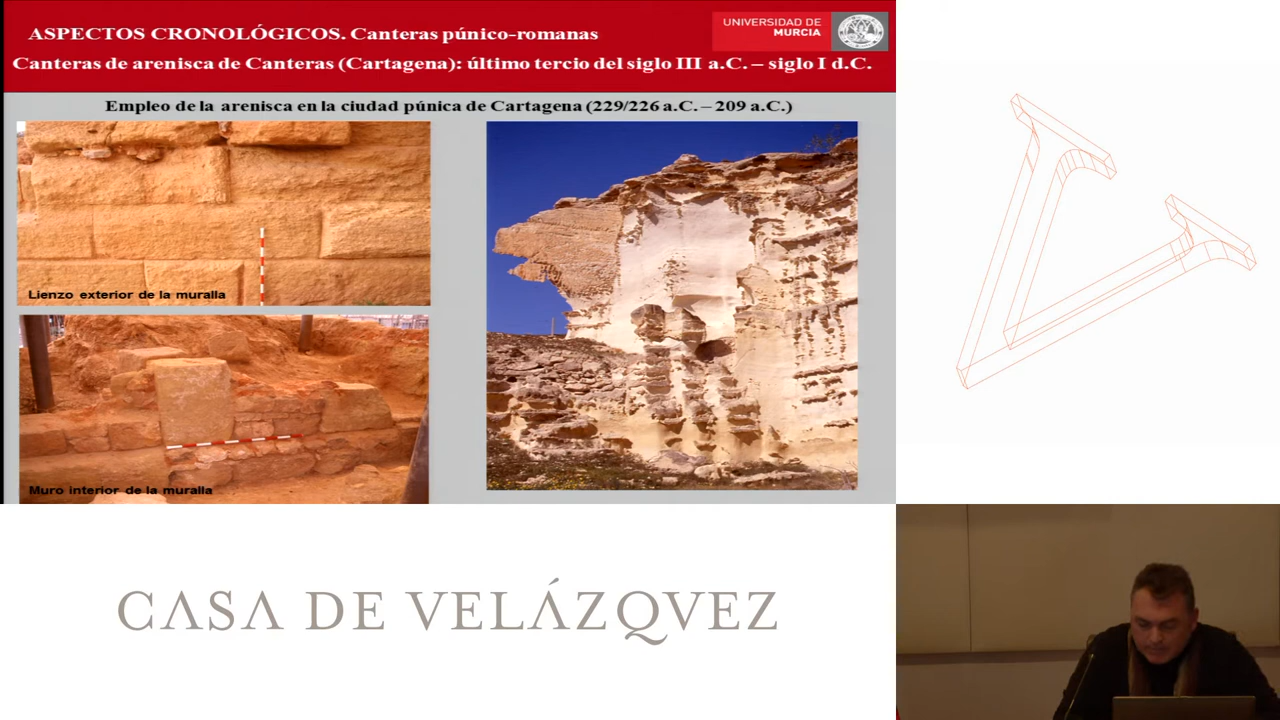 ASPECTOS CRONOLÓGICOS. Canteras púnico-romanas
UNIVERSIDAD DE
MURCIA
Canteras de arenisca de Canteras (Cartagena): último tercio del siglo III a.C. – siglo I d.C.
Empleo de la arenisca en la ciudad púnica de Cartagena (229/226 a.C. – 209 a.C.)
Lienzo exterior de la muralla
Muro interior de la muralla
CASA DE VELÁZQVEZ